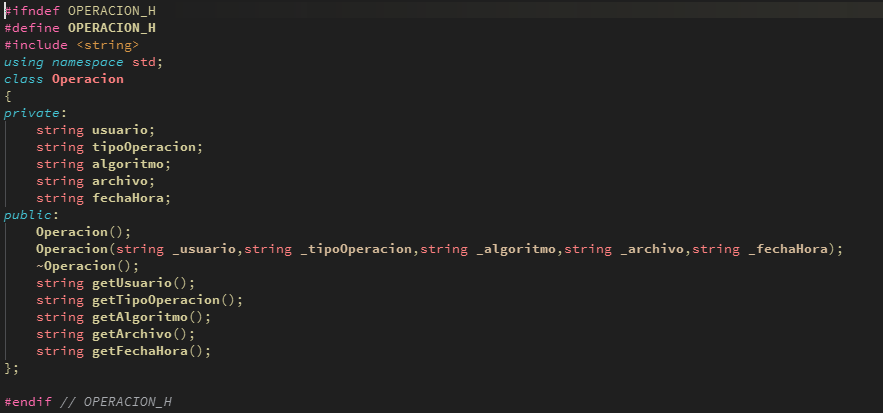 #ifndef OPERACION_H
#define OPERACION_H
#include <string>
using namespace std;
class Operacion
{
private:
    string usuario;
    string tipoOperacion;
    string algoritmo;
    string archivo;
    string fechaHora;
public:
    Operacion();
    Operacion(string _usuario,string _tipoOperacion,string _algoritmo,string _archivo,string _fechaHora);
    ~Operacion();
    string getUsuario();
    string getTipoOperacion();
    string getAlgoritmo();
    string getArchivo();
    string getFechaHora();
};

#endif // OPERACION_H